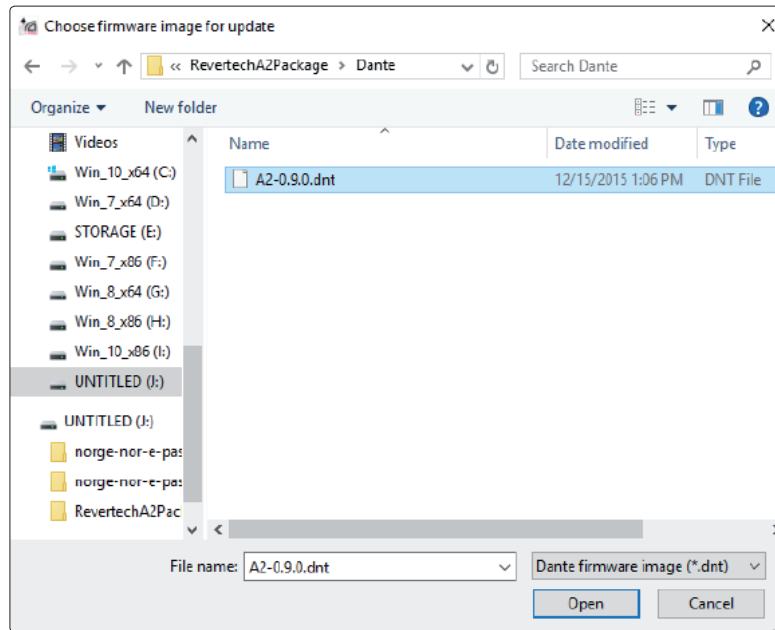 Choose firmware image for update
« RevertechA2Package > Dante
Search Dante
Organize
New folder
Name
Date modified
Type
Videos
Win_10_x64 (C:)
Win_7_x64 (D:)
STORAGE (E:)
Win_7_x86 (F:)
Win_8_x64 (G:)
Win_8_x86 (H:)
Win_10_x86 (I:)
UNTITLED (J:)
UNTITLED (J:)
norge-nor-e-pas
norge-nor-e-pas
RevertechA2Pac
A2-0.9.0.dnt 12/15/2015 1:06 PM DNT File
File name: A2-0.9.0.dnt
Dante firmware image (*.dnt)
Open
Cancel